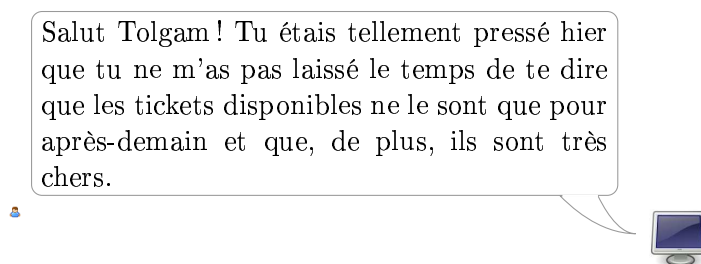 Salut Tolgam ! Tu étais tellement pressé hier
que tu ne m'as pas laissé le temps de te dire
que les tickets disponibles ne le sont que pour
après-demain et que, de plus, ils sont très
chers.